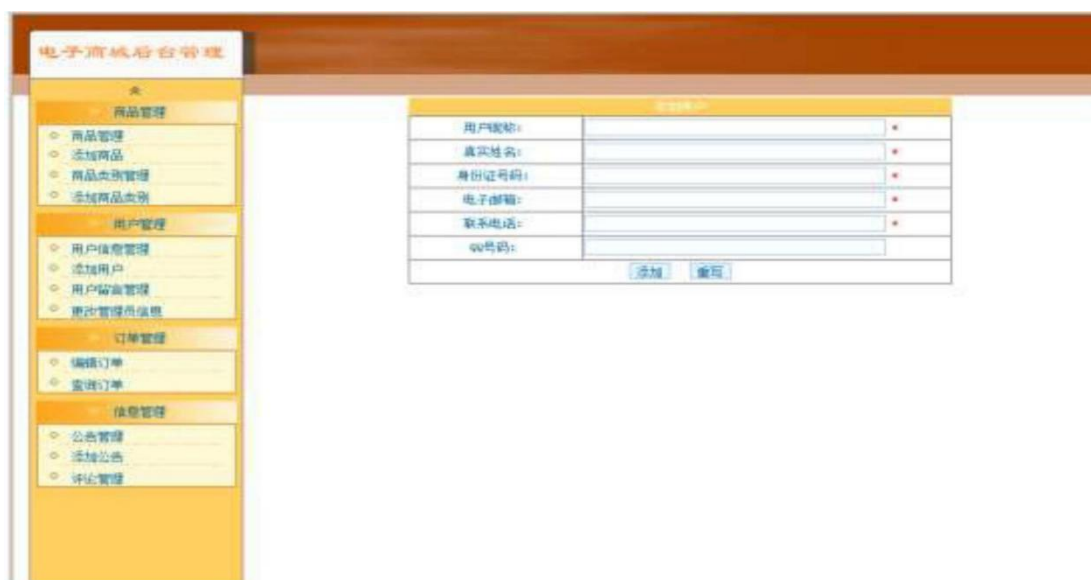 电子商城后台管理
商品管理
商品管理
添加商品
商品类别管理
添加商品类别
用户管理
用户信息管理
添加用户
用户留言管理
更改管理员信息
订单管理
编辑订单
查询订单
信息管理
公告管理
添加公告
评论管理
添加用户
用户昵称: *
真实姓名: *
身份证号码: *
电子邮箱: *
联系电话: *
QQ号码:
添加 重写